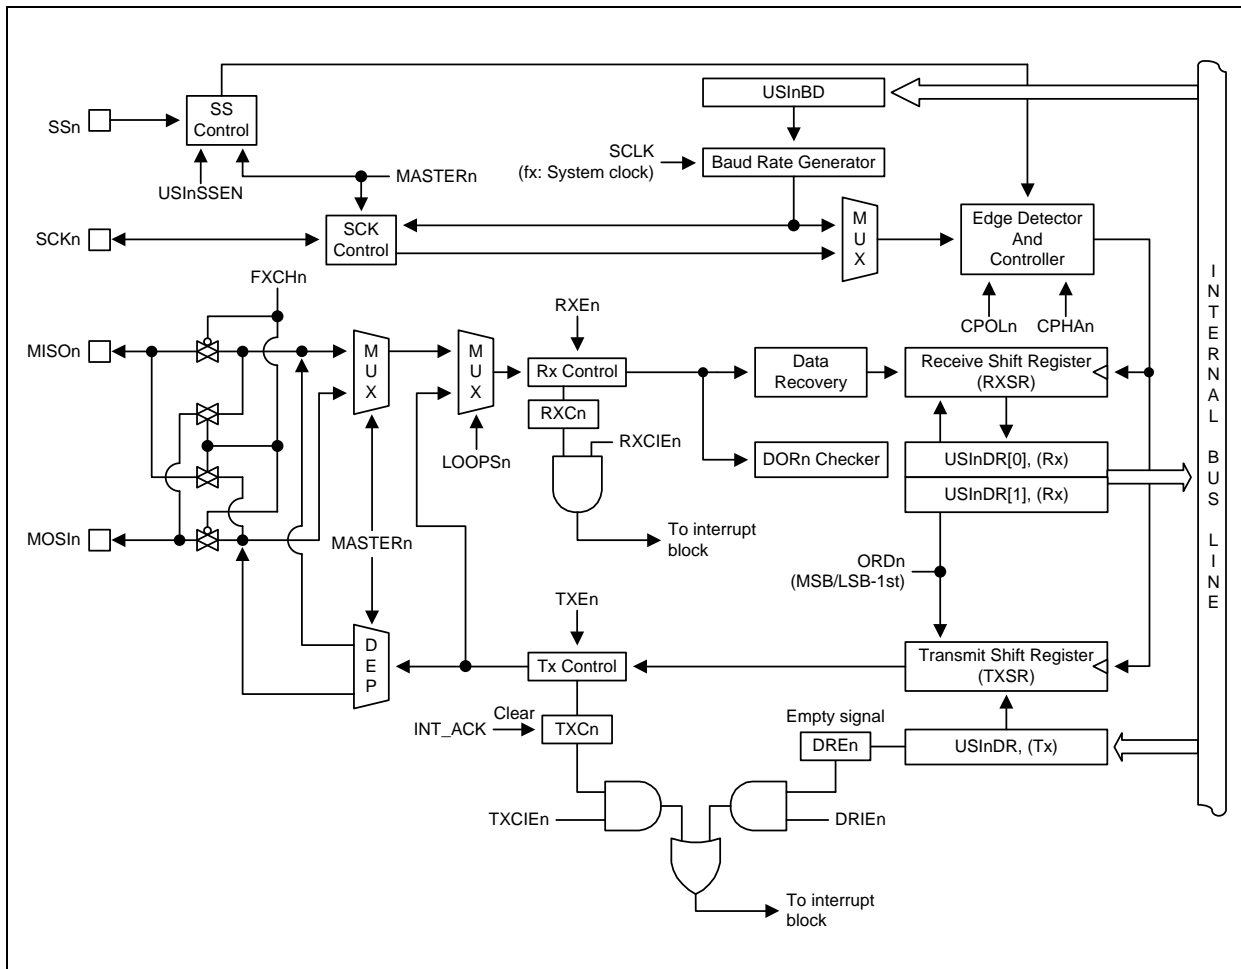 SSn
SS
Control
USInSSEN
MASTERn
USInBD
SCLK
(fx: System clock)
Baud Rate Generator
SCKn
SCK
Control
M
U
X
Edge Detector
And
Controller
CPOLn
CPHAn
FXCHn
MISOn
M
U
X
M
U
X
LOOPSn
RXEn
Rx Control
RXCn
RXCIEn
To interrupt
block
Data
Recovery
DORn Checker
Receive Shift Register
(RXSR)
USInDR[0], (Rx)
USInDR[1], (Rx)
MOSIn
MASTERn
ORDn
(MSB/LSB-1st)
D
E
P
TXEn
Tx Control
Clear
INT_ACK
TXCn
Transmit Shift Register
(TXSR)
Empty signal
DREn
USInDR, (Tx)
TXCIEn
DRIEn
To interrupt
block
I
N
T
E
R
N
A
L
B
U
S
L
I
N
E